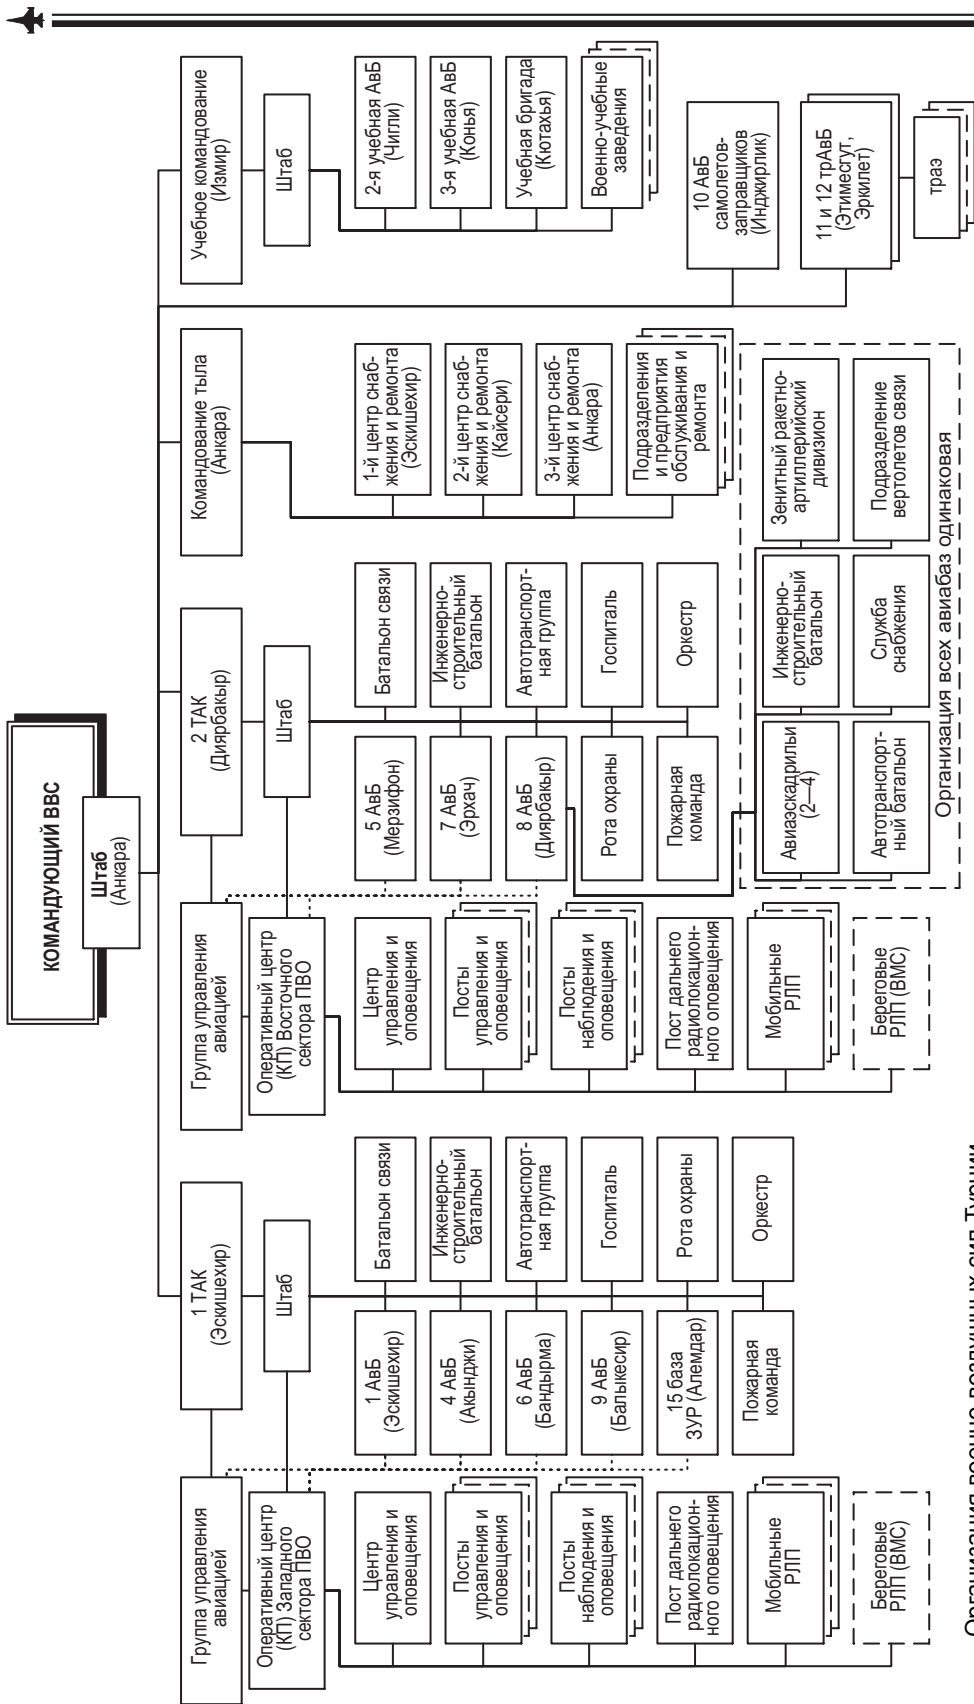 КОМАНДУЮЩИЙ ВВС
Штаб
(Анкара)
Группа управления
авиацией
Оперативный центр
(КП) Западного
сектора ПВО
Центр
управления и
оповещения
Посты
управления и
оповещения
Посты
наблюдения и
оповещения
Пост дальнего
радиолокацион-
ного оповещения
Мобильные
РЛП
Береговые
РЛП (ВМС)
1 ТАК
(Эскишехир)
Штаб
1 АвБ
(Эскишехир)
4 АвБ
(Акынджи)
6 АвБ
(Бандырма)
9 АвБ
(Балыкесир)
15 база
ЗУР (Алемдар)
Пожарная
команда
Батальон связи
Инженерно-
строительный
батальон
Автотранспорт-
ная группа
Госпиталь
Рота охраны
Оркестр
Группа управления
авиацией
Оперативный центр
(КП) Восточного
сектора ПВО
Центр
управления и
оповещения
Посты
управления и
оповещения
Посты
наблюдения и
оповещения
Пост дальнего
радиолокацион-
ного оповещения
Мобильные
РЛП
Береговые
РЛП (ВМС)
2 ТАК
(Диярбакыр)
Штаб
5 АвБ
(Мерзифон)
7 АвБ
(Эрхач)
8 АвБ
(Диярбакыр)
Рота охраны
Пожарная
команда
Батальон связи
Инженерно-
строительный
батальон
Автотранспорт-
ная группа
Госпиталь
Оркестр
Командование тыла
(Анкара)
1-й центр снаб-
жения и ремонта
(Эскишехир)
2-й центр снаб-
жения и ремонта
(Кайсери)
3-й центр снаб-
жения и ремонта
(Анкара)
Подразделения
и предприятия
обслуживания и
ремонта
Учебное командование
(Измир)
Штаб
2-я учебная АвБ
(Чигли)
3-я учебная АвБ
(Конья)
Учебная бригада
(Кютахья)
Военно-учебные
заведения
10 АвБ
самолетов-
заправщиков
(Инджирлик)
11 и 12 трАвБ
(Этимесгут,
Эркилет)
траэ
Авиаэскадрильи
(2—4)
Инженерно-
строительный
батальон
Зенитный ракетно-
артиллерийский
дивизион
Автотранспорт-
ный батальон
Служба
снабжения
Подразделение
вертолетов связи
Организация всех авиабаз одинаковая